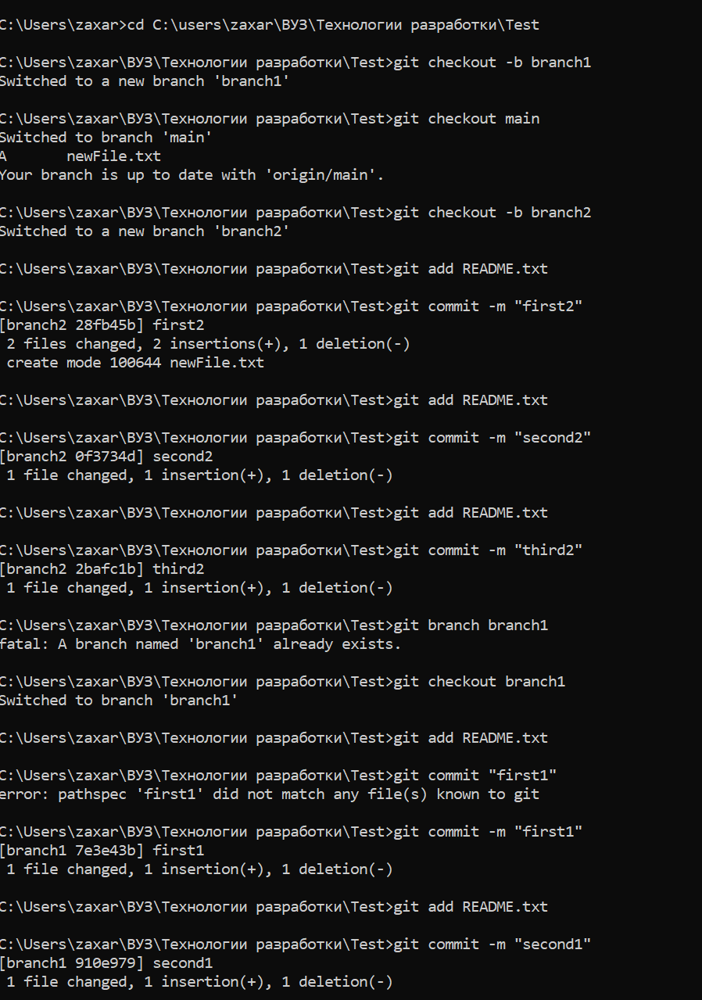 C:\Users\zaxar>cd C:\users\zaxar\ВУЗ\Технологии разработки\Test
C:\Users\zaxar\ВУЗ\Технологии разработки\Test>git checkout -b branch1
Switched to a new branch 'branch1'
C:\Users\zaxar\ВУЗ\Технологии разработки\Test>git checkout main
Switched to branch 'main'
A       newFile.txt
Your branch is up to date with 'origin/main'.
C:\Users\zaxar\ВУЗ\Технологии разработки\Test>git checkout -b branch2
Switched to a new branch 'branch2'
C:\Users\zaxar\ВУЗ\Технологии разработки\Test>git add README.txt
C:\Users\zaxar\ВУЗ\Технологии разработки\Test>git commit -m "first2"
[branch2 28fb45b] first2
 2 files changed, 2 insertions(+), 1 deletion(-)
 create mode 100644 newFile.txt
C:\Users\zaxar\ВУЗ\Технологии разработки\Test>git add README.txt
C:\Users\zaxar\ВУЗ\Технологии разработки\Test>git commit -m "second2"
[branch2 0f3734d] second2
 1 file changed, 1 insertion(+), 1 deletion(-)
C:\Users\zaxar\ВУЗ\Технологии разработки\Test>git add README.txt
C:\Users\zaxar\ВУЗ\Технологии разработки\Test>git commit -m "third2"
[branch2 2bafc1b] third2
 1 file changed, 1 insertion(+), 1 deletion(-)
C:\Users\zaxar\ВУЗ\Технологии разработки\Test>git branch branch1
fatal: A branch named 'branch1' already exists.
C:\Users\zaxar\ВУЗ\Технологии разработки\Test>git checkout branch1
Switched to branch 'branch1'
C:\Users\zaxar\ВУЗ\Технологии разработки\Test>git add README.txt
C:\Users\zaxar\ВУЗ\Технологии разработки\Test>git commit "first1"
error: pathspec 'first1' did not match any file(s) known to git
C:\Users\zaxar\ВУЗ\Технологии разработки\Test>git commit -m "first1"
[branch1 7e3e43b] first1
 1 file changed, 1 insertion(+), 1 deletion(-)
C:\Users\zaxar\ВУЗ\Технологии разработки\Test>git add README.txt
C:\Users\zaxar\ВУЗ\Технологии разработки\Test>git commit -m "second1"
[branch1 910e979] second1
 1 file changed, 1 insertion(+), 1 deletion(-)